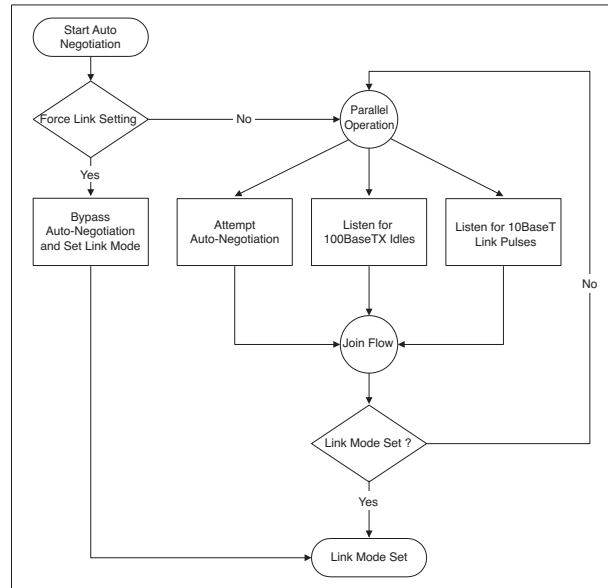 Start Auto
Negotiation
Force Link Setting
No
Parallel
Operation
Yes
Bypass
Auto-Negotiation
and Set Link Mode
Attempt
Auto-Negotiation
Listen for
100BaseTX Idles
Listen for 10BaseT
Link Pulses
No
Join Flow
Link Mode Set ?
Yes
Link Mode Set